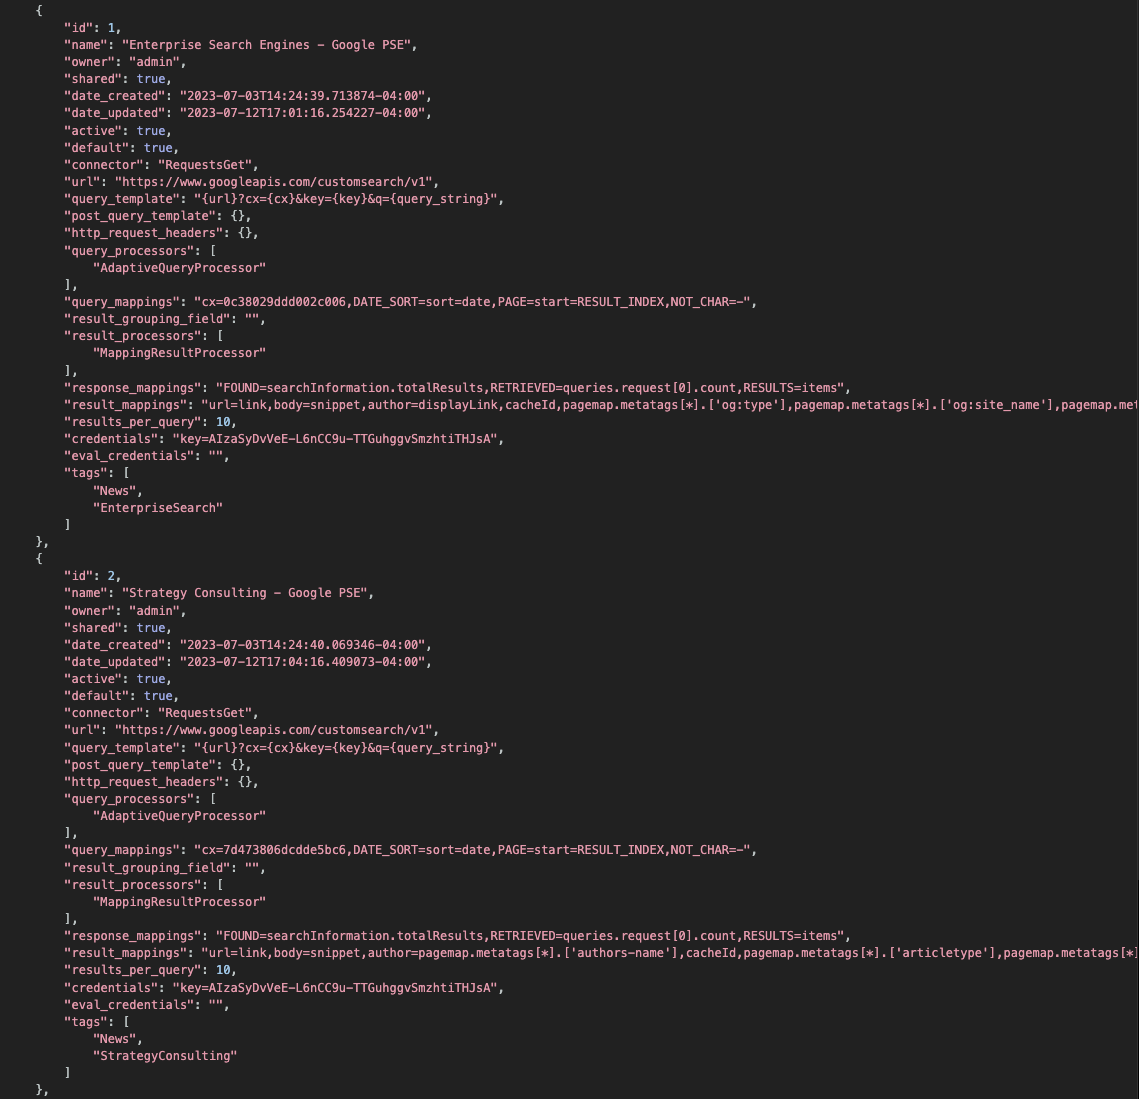 {
"id": 1,
"name": "Enterprise Search Engines - Google PSE",
"owner": "admin",
"shared": true,
"date_created": "2023-07-03T14:24:39.713874-04:00",
"date_updated": "2023-07-12T17:01:16.254227-04:00",
"active": true,
"default": true,
"connector": "RequestsGet",
"url": "https://www.googleapis.com/customsearch/v1",
"query_template": "{url}?cx={cx}&key={key}&q={query_string}",
"post_query_template": {},
"http_request_headers": {},
"query_processors": [
"AdaptiveQueryProcessor"
],
"query_mappings": "cx=0c38029ddd002c006,DATE_SORT=sort=date,PAGE=start=RESULT_INDEX,NOT_CHAR=-",
"result_grouping_field": "",
"result_processors": [
"MappingResultProcessor"
],
"response_mappings": "FOUND=searchInformation.totalResults,RETRIEVED=queries.request[0].count,RESULTS=items",
"result_mappings": "url=link,body=snippet,author=displayLink,cacheId,pagemap.metatags[*].['og:type'],pagemap.metatags[*].['og:site_name'],pagemap.met
"results_per_query": 10,
"credentials": "key=AIzaSyDvVeE-L6nCC9u-TTGuhggvSmzhtiTHJsA",
"eval_credentials": "",
"tags": [
"News",
"EnterpriseSearch"
]
},
{
"id": 2,
"name": "Strategy Consulting - Google PSE",
"owner": "admin",
"shared": true,
"date_created": "2023-07-03T14:24:40.069346-04:00",
"date_updated": "2023-07-12T17:04:16.409073-04:00",
"active": true,
"default": true,
"connector": "RequestsGet",
"url": "https://www.googleapis.com/customsearch/v1",
"query_template": "{url}?cx={cx}&key={key}&q={query_string}",
"post_query_template": {},
"http_request_headers": {},
"query_processors": [
"AdaptiveQueryProcessor"
],
"query_mappings": "cx=7d473806dcdde5bc6,DATE_SORT=sort=date,PAGE=start=RESULT_INDEX,NOT_CHAR=-",
"result_grouping_field": "",
"result_processors": [
"MappingResultProcessor"
],
"response_mappings": "FOUND=searchInformation.totalResults,RETRIEVED=queries.request[0].count,RESULTS=items",
"result_mappings": "url=link,body=snippet,author=pagemap.metatags[*].['authors-name'],cacheId,pagemap.metatags[*].['articletype'],pagemap.metatags[*]
"results_per_query": 10,
"credentials": "key=AIzaSyDvVeE-L6nCC9u-TTGuhggvSmzhtiTHJsA",
"eval_credentials": "",
"tags": [
"News",
"StrategyConsulting"
]
},